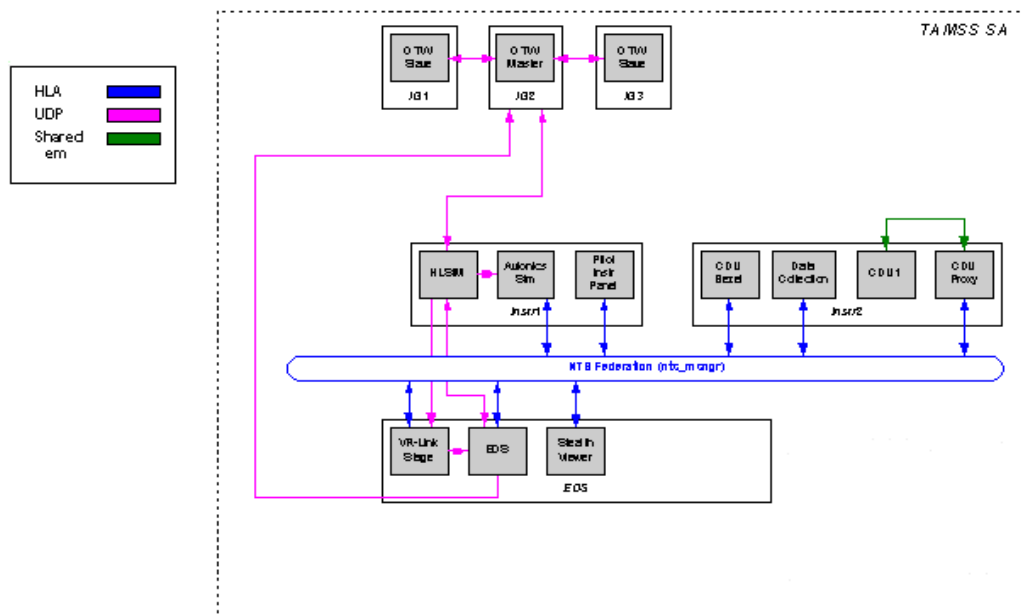 TAMSS SA
HLA
UDP
Shared
em
OTW
Slave
OTW
Master
OTW
Slave
IG1
IG2
IG3
HLSIM
Avionics
Sim
Pilot
Instr
Panel
Instr1
CDU
Bezel
Data
Collection
CDU1
CDU
Proxy
Instr2
NTB Federation
VR-Link
Stage
EOS
Stealth
Viewer
EOS